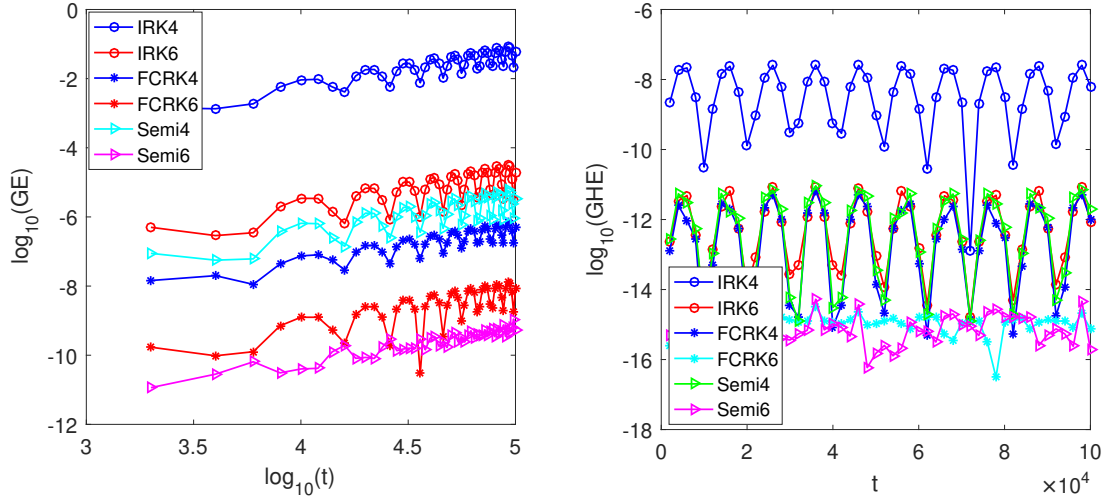 log10(GE)
0
-2
-4
-6
-8
-10
-12
IRK4
IRK6
FCRK4
FCRK6
Semi4
Semi6
3 4 4.5 5
log10(t)
log10(GHE)
-6
-8
-10
-12
-14
-16
-18
IRK4
IRK6
FCRK4
FCRK6
Semi4
Semi6
0 2 4 6 8 10
t
×10^4